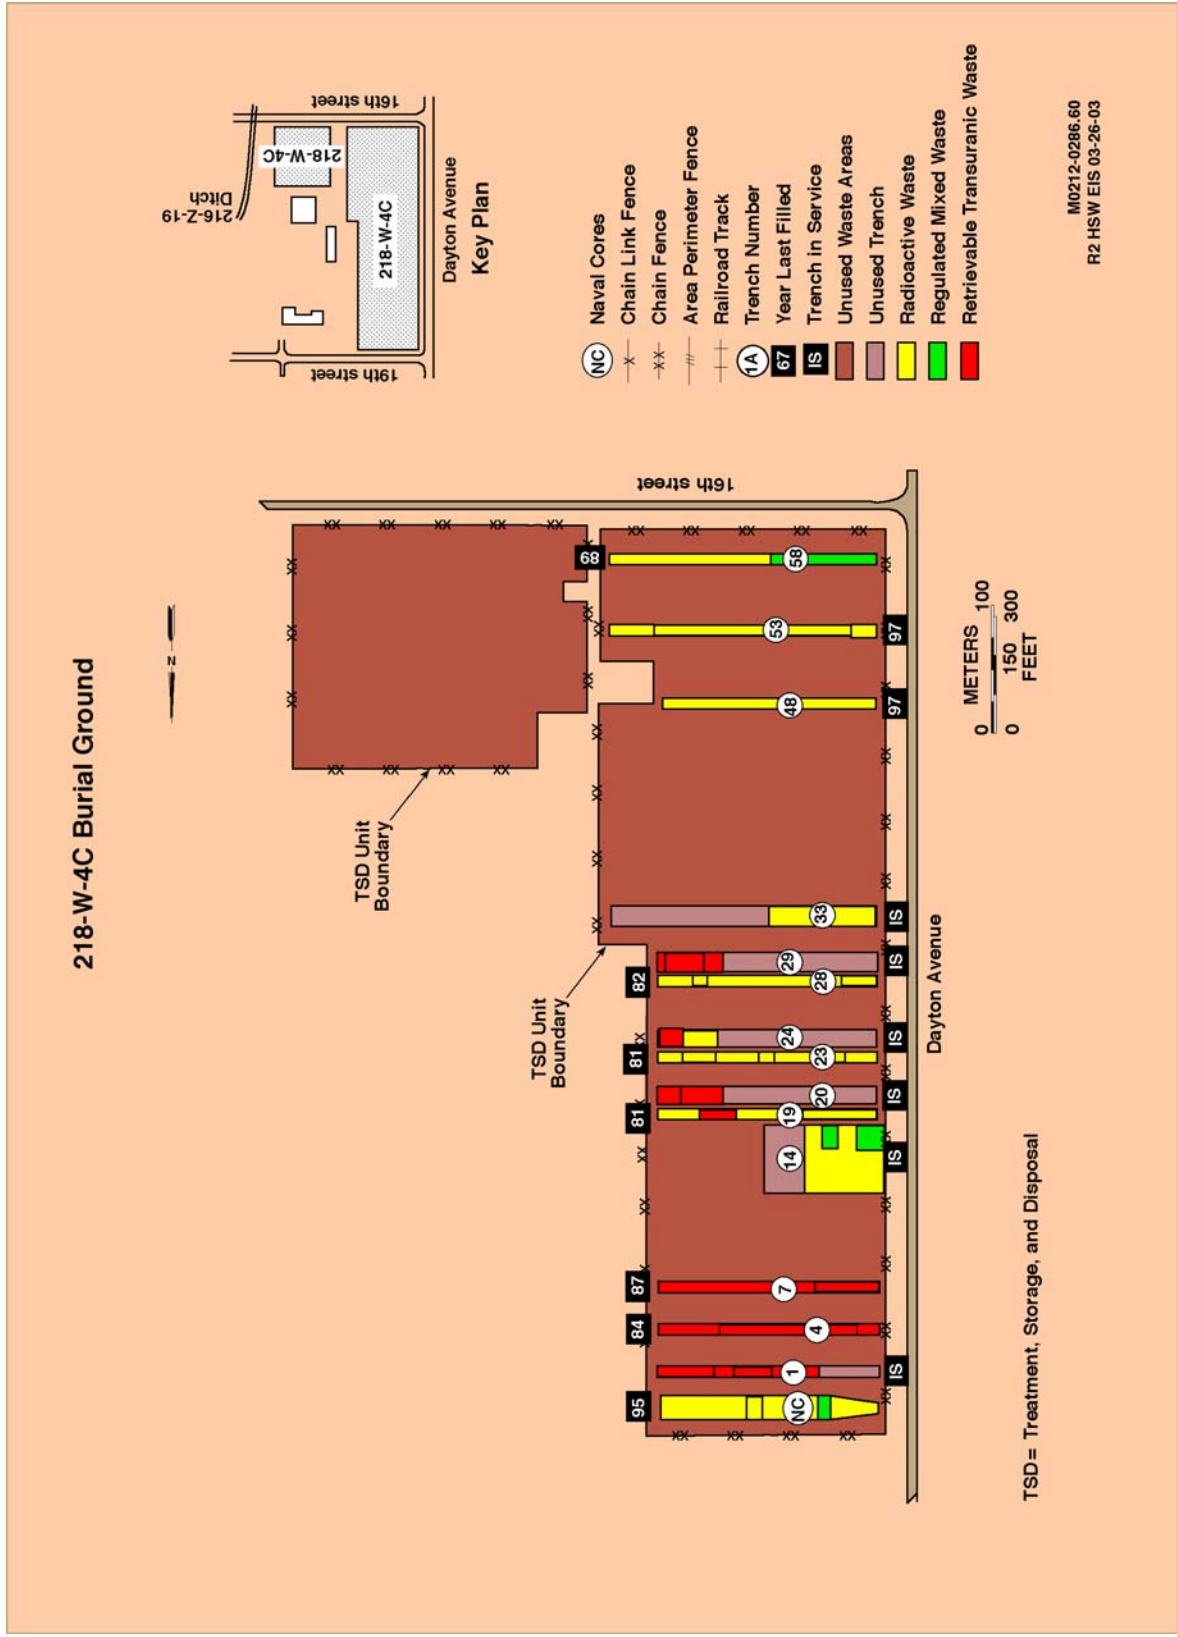 218-W-4C Burial Ground
N
216-Z-19
Ditch
16th street
218-W-4C
218-W-4C
19th street
Dayton Avenue
Key Plan
TSD Unit
Boundary
TSD Unit
Boundary
16th street
95
84
87
81
81
82
89
NC
1
4
7
14
19
20
23
24
28
29
33
48
53
58
IS
IS
IS
IS
IS
IS
97
97
Dayton Avenue
METERS
0 100
0 150 300
FEET
NC Naval Cores
Chain Link Fence
Chain Fence
Area Perimeter Fence
Railroad Track
1A Trench Number
67 Year Last Filled
IS Trench in Service
Unused Waste Areas
Unused Trench
Radioactive Waste
Regulated Mixed Waste
Retrievable Transuranic Waste
TSD= Treatment, Storage, and Disposal
M0212-0286.60
R2 HSW EIS 03-26-03